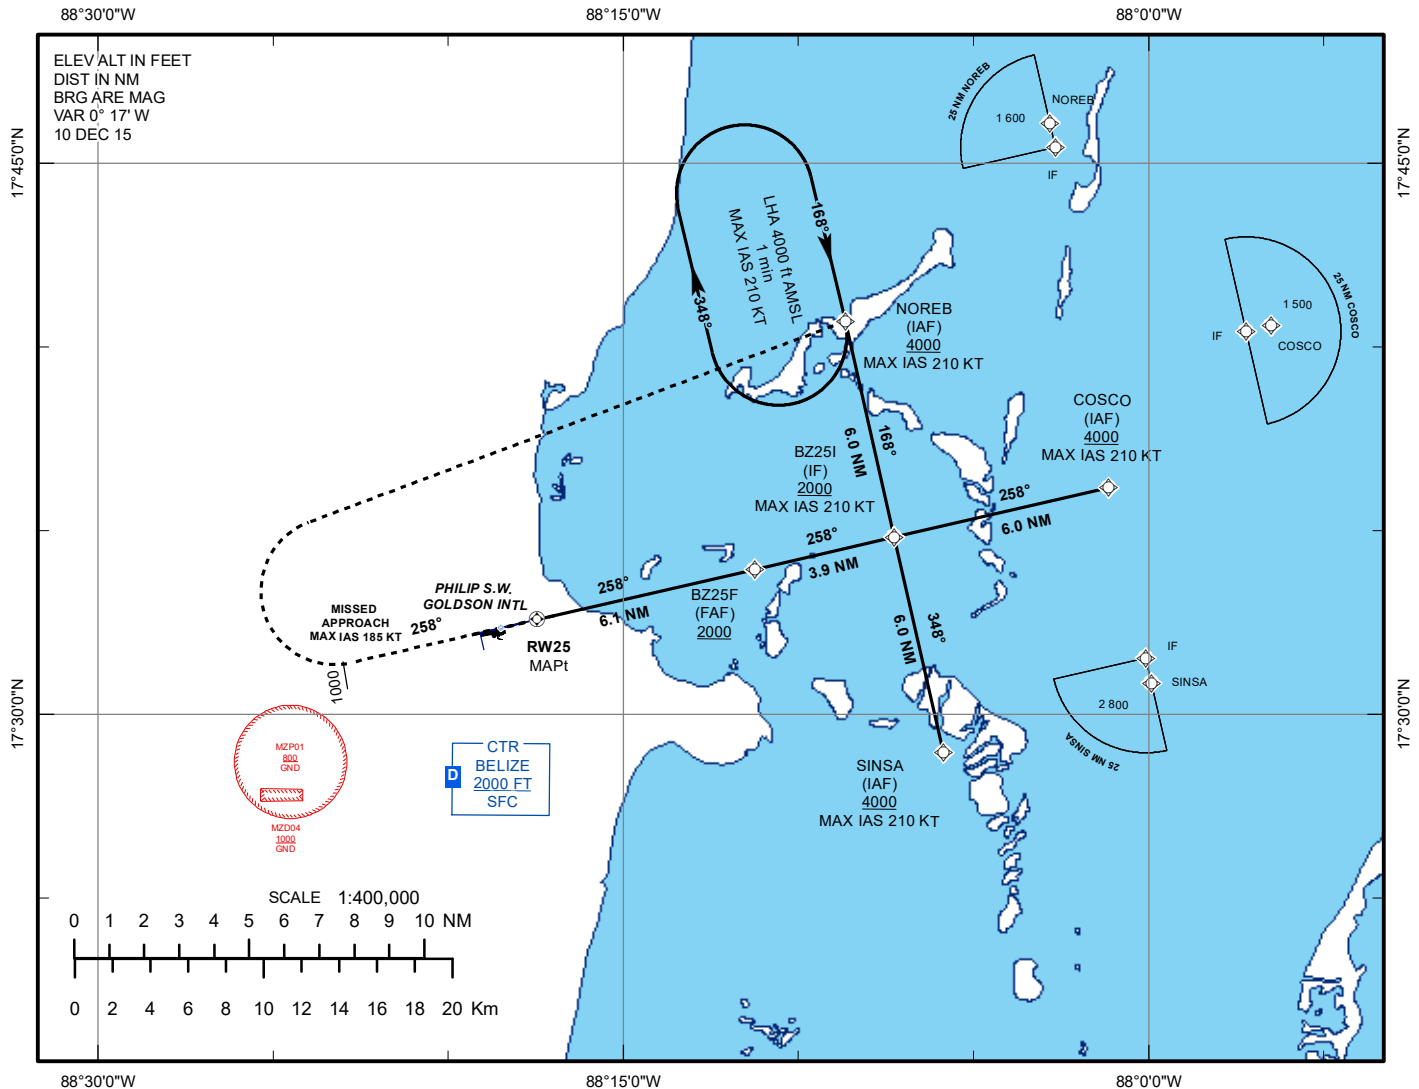 88°30'0"W
88°15'0"W
88°0'0"W
ELEV ALT IN FEET
DIST IN NM
BRG ARE MAG
VAR 0° 17' W
10 DEC 15
17°45'0"N
17°45'0"N
25 NM NOREB
NOREB
1 600
IF
168°
LHA 4000 ft AMSL
1 min
MAX IAS 210 KT
348°
NOREB
(IAF)
4000
MAX IAS 210 KT
25 NM COSCO
1 500
IF
COSCO
COSCO
(IAF)
4000
MAX IAS 210 KT
168°
6.0 NM
BZ25I
(IF)
2000
MAX IAS 210 KT
258°
6.0 NM
258°
3.9 NM
258°
6.1 NM
BZ25F
(FAF)
2000
PHILIP S.W.
GOLDSON INTL
MISSED
APPROACH
MAX IAS 185 KT
258°
RW25
MAPt
1000
348°
6.0 NM
IF
SINSA
2 800
25 NM SINSA
17°30'0"N
17°30'0"N
MZP01
800
GND
MZD04
1000
GND
D
CTR
BELIZE
2000 FT
SFC
SINSA
(IAF)
4000
MAX IAS 210 KT
SCALE 1:400,000
0 1 2 3 4 5 6 7 8 9 10 NM
0 2 4 6 8 10 12 14 16 18 20 Km
88°30'0"W
88°15'0"W
88°0'0"W